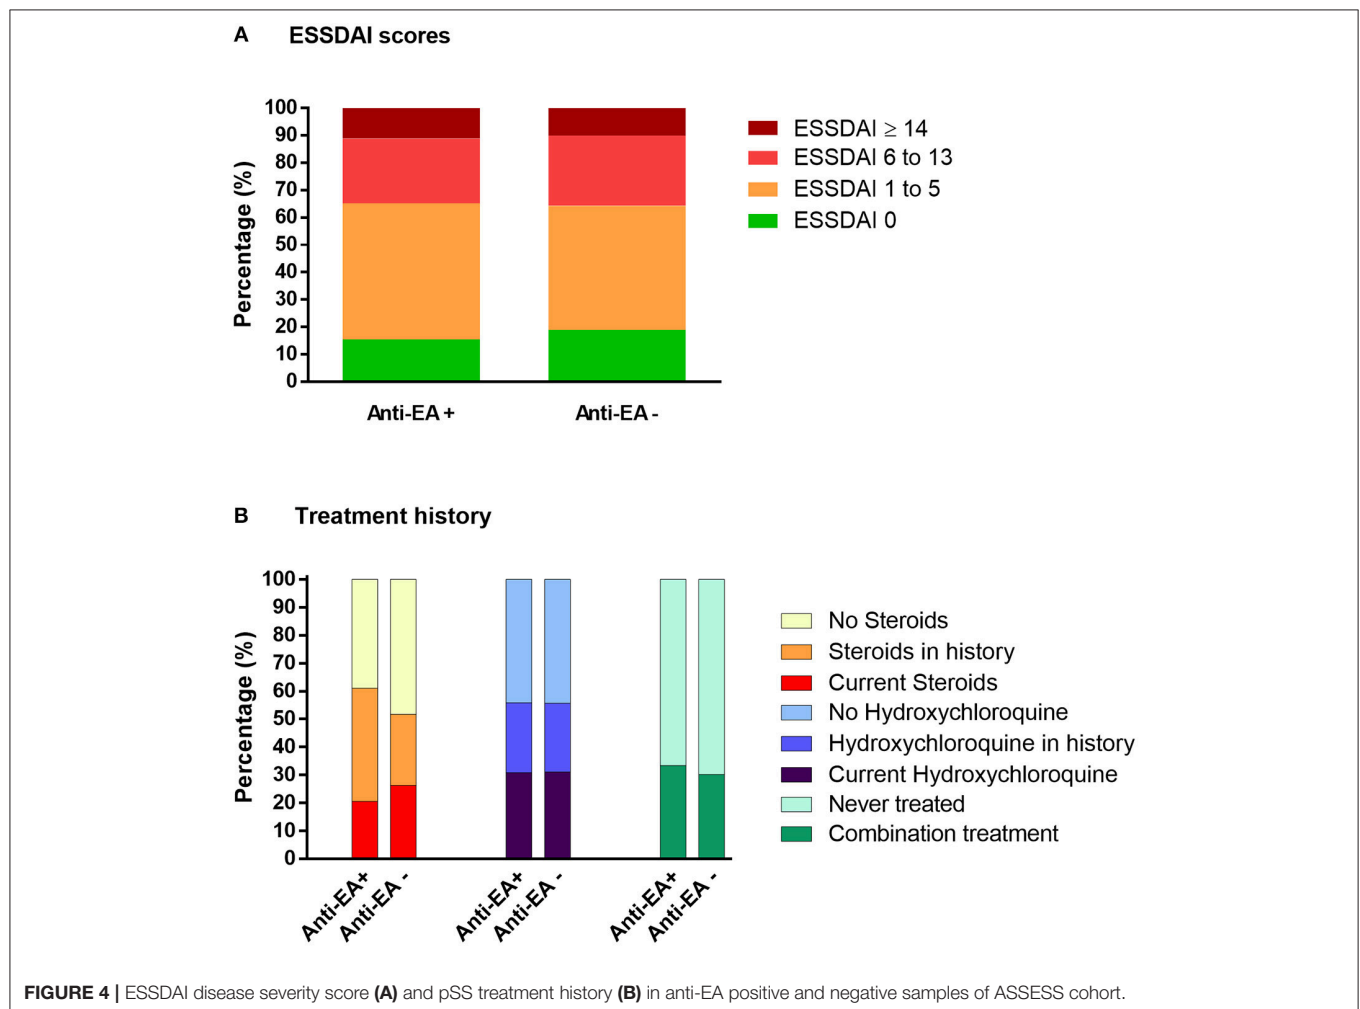 A ESSDAI scores
100
90
80
70
60
50
40
30
20
10
0
Percentage (%)
Anti-EA + Anti-EA -
ESSDAI ≥ 14
ESSDAI 6 to 13
ESSDAI 1 to 5
ESSDAI 0
B Treatment history
100
90
80
70
60
50
40
30
20
10
0
Percentage (%)
Anti-EA+
Anti-EA -
Anti-EA+
Anti-EA -
Anti-EA+
Anti-EA -
No Steroids
Steroids in history
Current Steroids
No Hydroxychloroquine
Hydroxychloroquine in history
Current Hydroxychloroquine
Never treated
Combination treatment
FIGURE 4 | ESSDAI disease severity score (A) and pSS treatment history (B) in anti-EA positive and negative samples of ASSESS cohort.